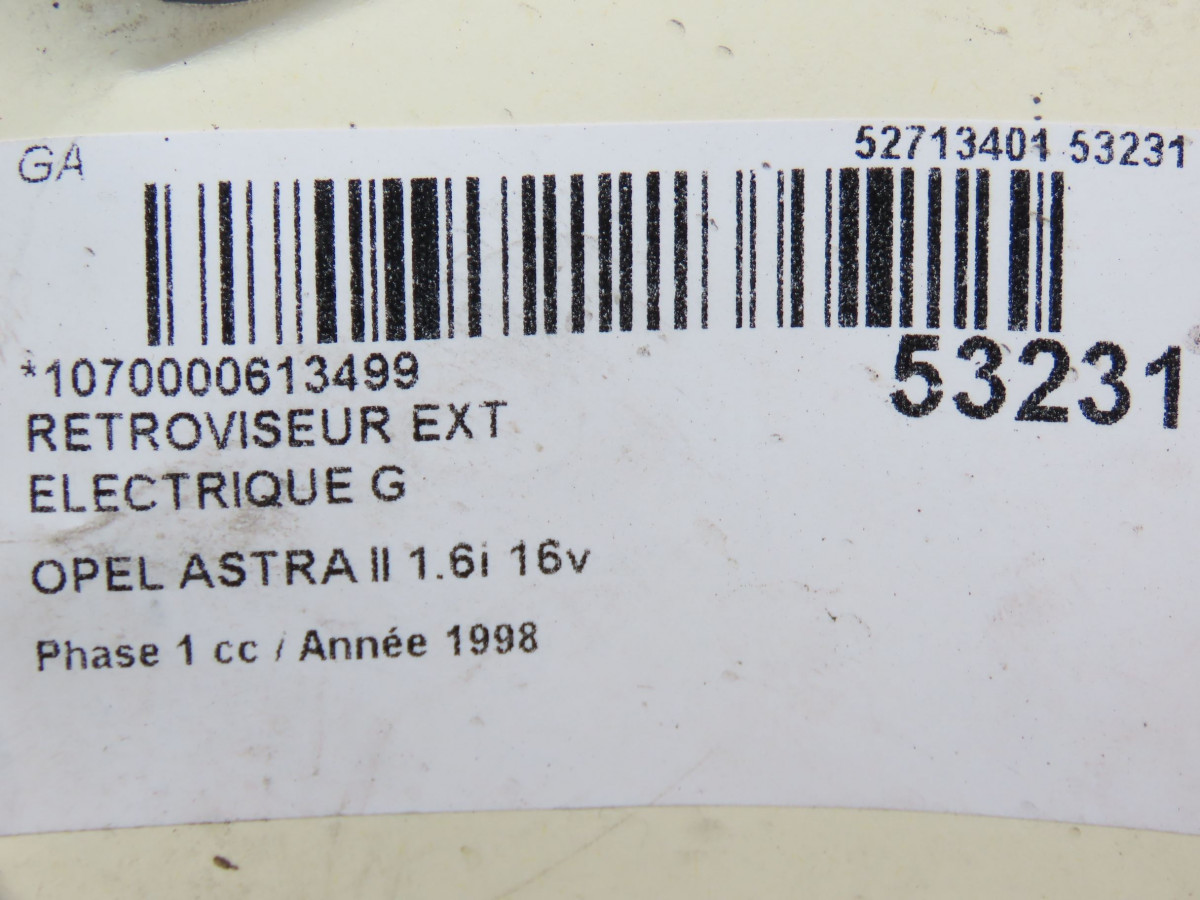 GA
52713401 53231
*1070000613499
53231
RETROVISEUR EXT
ELECTRIQUE G
OPEL ASTRA II 1.6i 16v
Phase 1 cc / Année 1998